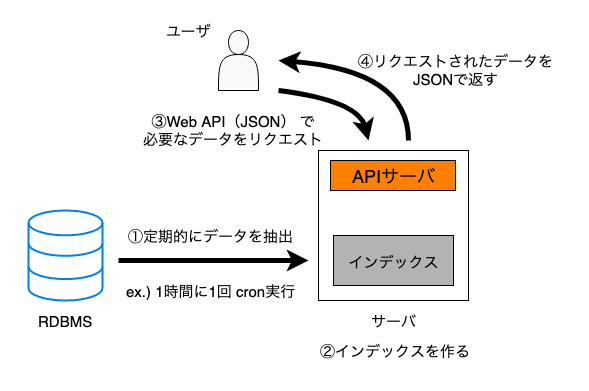 ユーザ
④リクエストされたデータを
JSONで返す
③Web API（JSON） で
必要なデータをリクエスト
APIサーバ
①定期的にデータを抽出
インデックス
ex.) 1時間に1回 cron実行
RDBMS
サーバ
②インデックスを作る